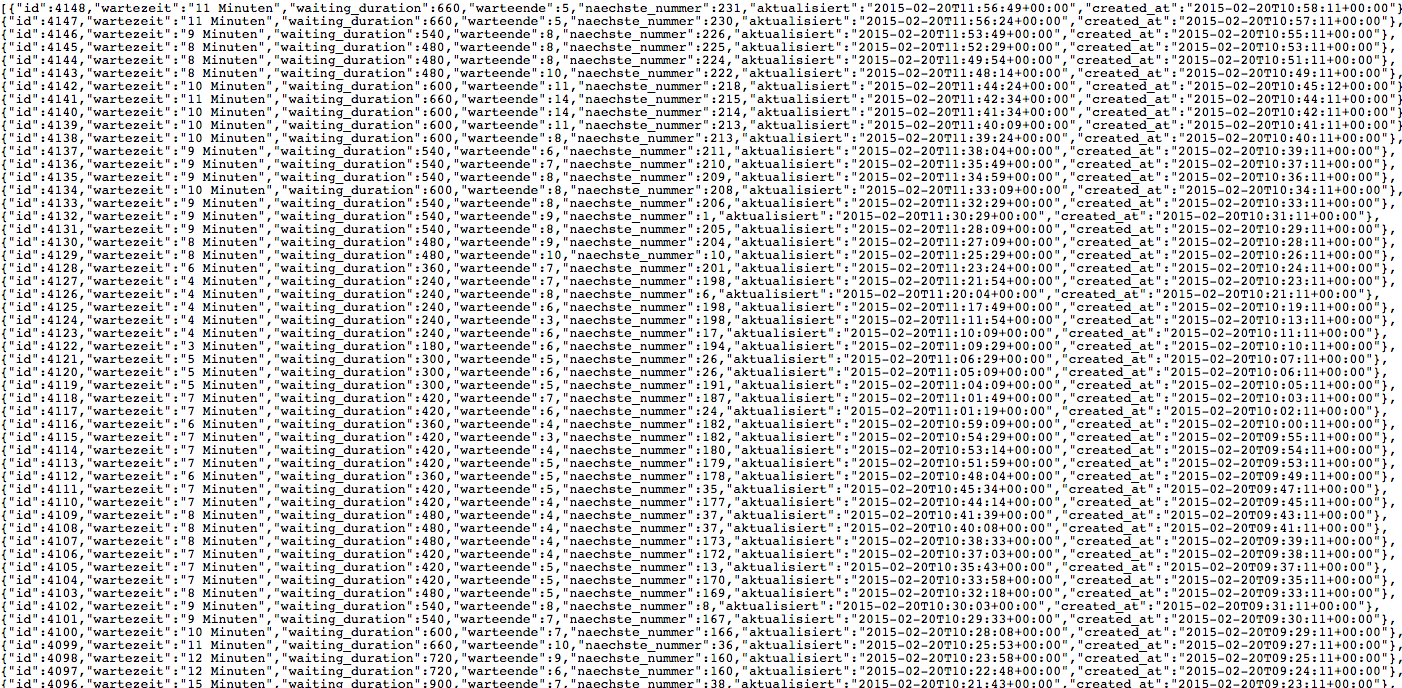 [{"id":4148,"wartezeit":"11 Minuten","waiting_duration":660,"warteende":5,"naechste_nummer":231,"aktualisiert":"2015-02-20T11:56:49+00:00","created_at":"2015-02-20T10:58:11+00:00"},
{"id":4147,"wartezeit":"11 Minuten","waiting_duration":660,"warteende":5,"naechste_nummer":230,"aktualisiert":"2015-02-20T11:56:24+00:00","created_at":"2015-02-20T10:57:11+00:00"},
{"id":4146,"wartezeit":"9 Minuten","waiting_duration":540,"warteende":8,"naechste_nummer":226,"aktualisiert":"2015-02-20T11:53:49+00:00","created_at":"2015-02-20T10:55:11+00:00"},
{"id":4145,"wartezeit":"8 Minuten","waiting_duration":480,"warteende":8,"naechste_nummer":225,"aktualisiert":"2015-02-20T11:52:29+00:00","created_at":"2015-02-20T10:53:11+00:00"},
{"id":4144,"wartezeit":"8 Minuten","waiting_duration":480,"warteende":8,"naechste_nummer":224,"aktualisiert":"2015-02-20T11:49:54+00:00","created_at":"2015-02-20T10:51:11+00:00"},
{"id":4143,"wartezeit":"8 Minuten","waiting_duration":480,"warteende":10,"naechste_nummer":222,"aktualisiert":"2015-02-20T11:48:14+00:00","created_at":"2015-02-20T10:49:11+00:00"},
{"id":4142,"wartezeit":"10 Minuten","waiting_duration":600,"warteende":11,"naechste_nummer":218,"aktualisiert":"2015-02-20T11:44:24+00:00","created_at":"2015-02-20T10:45:12+00:00"},
{"id":4141,"wartezeit":"11 Minuten","waiting_duration":660,"warteende":14,"naechste_nummer":215,"aktualisiert":"2015-02-20T11:42:34+00:00","created_at":"2015-02-20T10:44:11+00:00"},
{"id":4140,"wartezeit":"10 Minuten","waiting_duration":600,"warteende":14,"naechste_nummer":214,"aktualisiert":"2015-02-20T11:41:34+00:00","created_at":"2015-02-20T10:42:11+00:00"},
{"id":4139,"wartezeit":"10 Minuten","waiting_duration":600,"warteende":11,"naechste_nummer":213,"aktualisiert":"2015-02-20T11:40:09+00:00","created_at":"2015-02-20T10:41:11+00:00"},
{"id":4138,"wartezeit":"10 Minuten","waiting_duration":600,"warteende":8,"naechste_nummer":213,"aktualisiert":"2015-02-20T11:39:24+00:00","created_at":"2015-02-20T10:40:11+00:00"},
{"id":4137,"wartezeit":"9 Minuten","waiting_duration":540,"warteende":6,"naechste_nummer":211,"aktualisiert":"2015-02-20T11:38:04+00:00","created_at":"2015-02-20T10:39:11+00:00"},
{"id":4136,"wartezeit":"9 Minuten","waiting_duration":540,"warteende":7,"naechste_nummer":210,"aktualisiert":"2015-02-20T11:35:49+00:00","created_at":"2015-02-20T10:37:11+00:00"},
{"id":4135,"wartezeit":"9 Minuten","waiting_duration":540,"warteende":8,"naechste_nummer":209,"aktualisiert":"2015-02-20T11:34:59+00:00","created_at":"2015-02-20T10:36:11+00:00"},
{"id":4134,"wartezeit":"10 Minuten","waiting_duration":600,"warteende":8,"naechste_nummer":208,"aktualisiert":"2015-02-20T11:33:09+00:00","created_at":"2015-02-20T10:34:11+00:00"},
{"id":4133,"wartezeit":"9 Minuten","waiting_duration":540,"warteende":8,"naechste_nummer":206,"aktualisiert":"2015-02-20T11:32:29+00:00","created_at":"2015-02-20T10:33:11+00:00"},
{"id":4132,"wartezeit":"9 Minuten","waiting_duration":540,"warteende":9,"naechste_nummer":1,"aktualisiert":"2015-02-20T11:30:29+00:00","created_at":"2015-02-20T10:31:11+00:00"},
{"id":4131,"wartezeit":"9 Minuten","waiting_duration":540,"warteende":8,"naechste_nummer":205,"aktualisiert":"2015-02-20T11:28:09+00:00","created_at":"2015-02-20T10:29:11+00:00"},
{"id":4130,"wartezeit":"8 Minuten","waiting_duration":480,"warteende":9,"naechste_nummer":204,"aktualisiert":"2015-02-20T11:27:09+00:00","created_at":"2015-02-20T10:28:11+00:00"},
{"id":4129,"wartezeit":"8 Minuten","waiting_duration":480,"warteende":10,"naechste_nummer":10,"aktualisiert":"2015-02-20T11:25:29+00:00","created_at":"2015-02-20T10:26:11+00:00"},
{"id":4128,"wartezeit":"6 Minuten","waiting_duration":360,"warteende":7,"naechste_nummer":201,"aktualisiert":"2015-02-20T11:23:24+00:00","created_at":"2015-02-20T10:24:11+00:00"},
{"id":4127,"wartezeit":"4 Minuten","waiting_duration":240,"warteende":7,"naechste_nummer":198,"aktualisiert":"2015-02-20T11:21:54+00:00","created_at":"2015-02-20T10:23:11+00:00"},
{"id":4126,"wartezeit":"4 Minuten","waiting_duration":240,"warteende":8,"naechste_nummer":6,"aktualisiert":"2015-02-20T11:20:04+00:00","created_at":"2015-02-20T10:21:11+00:00"},
{"id":4125,"wartezeit":"4 Minuten","waiting_duration":240,"warteende":6,"naechste_nummer":198,"aktualisiert":"2015-02-20T11:17:49+00:00","created_at":"2015-02-20T10:19:11+00:00"},
{"id":4124,"wartezeit":"4 Minuten","waiting_duration":240,"warteende":3,"naechste_nummer":198,"aktualisiert":"2015-02-20T11:11:54+00:00","created_at":"2015-02-20T10:13:11+00:00"},
{"id":4123,"wartezeit":"4 Minuten","waiting_duration":240,"warteende":6,"naechste_nummer":17,"aktualisiert":"2015-02-20T11:10:09+00:00","created_at":"2015-02-20T10:11:11+00:00"},
{"id":4122,"wartezeit":"3 Minuten","waiting_duration":180,"warteende":6,"naechste_nummer":194,"aktualisiert":"2015-02-20T11:09:29+00:00","created_at":"2015-02-20T10:10:11+00:00"},
{"id":4121,"wartezeit":"5 Minuten","waiting_duration":300,"warteende":5,"naechste_nummer":26,"aktualisiert":"2015-02-20T11:06:29+00:00","created_at":"2015-02-20T10:07:11+00:00"},
{"id":4120,"wartezeit":"5 Minuten","waiting_duration":300,"warteende":6,"naechste_nummer":26,"aktualisiert":"2015-02-20T11:05:09+00:00","created_at":"2015-02-20T10:06:11+00:00"},
{"id":4119,"wartezeit":"5 Minuten","waiting_duration":300,"warteende":5,"naechste_nummer":191,"aktualisiert":"2015-02-20T11:04:09+00:00","created_at":"2015-02-20T10:05:11+00:00"},
{"id":4118,"wartezeit":"7 Minuten","waiting_duration":420,"warteende":7,"naechste_nummer":187,"aktualisiert":"2015-02-20T11:01:49+00:00","created_at":"2015-02-20T10:03:11+00:00"},
{"id":4117,"wartezeit":"7 Minuten","waiting_duration":420,"warteende":6,"naechste_nummer":24,"aktualisiert":"2015-02-20T11:01:19+00:00","created_at":"2015-02-20T10:02:11+00:00"},
{"id":4116,"wartezeit":"6 Minuten","waiting_duration":360,"warteende":4,"naechste_nummer":182,"aktualisiert":"2015-02-20T10:59:09+00:00","created_at":"2015-02-20T10:00:11+00:00"},
{"id":4115,"wartezeit":"7 Minuten","waiting_duration":420,"warteende":3,"naechste_nummer":182,"aktualisiert":"2015-02-20T10:54:29+00:00","created_at":"2015-02-20T09:55:11+00:00"},
{"id":4114,"wartezeit":"7 Minuten","waiting_duration":420,"warteende":5,"naechste_nummer":180,"aktualisiert":"2015-02-20T10:53:14+00:00","created_at":"2015-02-20T09:54:11+00:00"},
{"id":4113,"wartezeit":"7 Minuten","waiting_duration":420,"warteende":5,"naechste_nummer":179,"aktualisiert":"2015-02-20T10:51:59+00:00","created_at":"2015-02-20T09:53:11+00:00"},
{"id":4112,"wartezeit":"6 Minuten","waiting_duration":360,"warteende":5,"naechste_nummer":178,"aktualisiert":"2015-02-20T10:48:04+00:00","created_at":"2015-02-20T09:49:11+00:00"},
{"id":4111,"wartezeit":"7 Minuten","waiting_duration":420,"warteende":5,"naechste_nummer":35,"aktualisiert":"2015-02-20T10:45:34+00:00","created_at":"2015-02-20T09:47:11+00:00"},
{"id":4110,"wartezeit":"7 Minuten","waiting_duration":420,"warteende":4,"naechste_nummer":177,"aktualisiert":"2015-02-20T10:44:14+00:00","created_at":"2015-02-20T09:45:11+00:00"},
{"id":4109,"wartezeit":"8 Minuten","waiting_duration":480,"warteende":4,"naechste_nummer":37,"aktualisiert":"2015-02-20T10:41:39+00:00","created_at":"2015-02-20T09:43:11+00:00"},
{"id":4108,"wartezeit":"8 Minuten","waiting_duration":480,"warteende":4,"naechste_nummer":37,"aktualisiert":"2015-02-20T10:40:08+00:00","created_at":"2015-02-20T09:41:11+00:00"},
{"id":4107,"wartezeit":"8 Minuten","waiting_duration":480,"warteende":4,"naechste_nummer":173,"aktualisiert":"2015-02-20T10:38:33+00:00","created_at":"2015-02-20T09:39:11+00:00"},
{"id":4106,"wartezeit":"7 Minuten","waiting_duration":420,"warteende":4,"naechste_nummer":172,"aktualisiert":"2015-02-20T10:37:03+00:00","created_at":"2015-02-20T09:38:11+00:00"},
{"id":4105,"wartezeit":"7 Minuten","waiting_duration":420,"warteende":5,"naechste_nummer":13,"aktualisiert":"2015-02-20T10:35:43+00:00","created_at":"2015-02-20T09:37:11+00:00"},
{"id":4104,"wartezeit":"7 Minuten","waiting_duration":420,"warteende":5,"naechste_nummer":170,"aktualisiert":"2015-02-20T10:33:58+00:00","created_at":"2015-02-20T09:35:11+00:00"},
{"id":4103,"wartezeit":"8 Minuten","waiting_duration":480,"warteende":5,"naechste_nummer":169,"aktualisiert":"2015-02-20T10:32:18+00:00","created_at":"2015-02-20T09:33:11+00:00"},
{"id":4102,"wartezeit":"9 Minuten","waiting_duration":540,"warteende":8,"naechste_nummer":8,"aktualisiert":"2015-02-20T10:30:03+00:00","created_at":"2015-02-20T09:31:11+00:00"},
{"id":4101,"wartezeit":"9 Minuten","waiting_duration":540,"warteende":7,"naechste_nummer":167,"aktualisiert":"2015-02-20T10:29:33+00:00","created_at":"2015-02-20T09:30:11+00:00"},
{"id":4100,"wartezeit":"10 Minuten","waiting_duration":600,"warteende":7,"naechste_nummer":166,"aktualisiert":"2015-02-20T10:28:08+00:00","created_at":"2015-02-20T09:29:11+00:00"},
{"id":4099,"wartezeit":"11 Minuten","waiting_duration":660,"warteende":10,"naechste_nummer":36,"aktualisiert":"2015-02-20T10:25:53+00:00","created_at":"2015-02-20T09:27:11+00:00"},
{"id":4098,"wartezeit":"12 Minuten","waiting_duration":720,"warteende":9,"naechste_nummer":160,"aktualisiert":"2015-02-20T10:23:58+00:00","created_at":"2015-02-20T09:25:11+00:00"},
{"id":4097,"wartezeit":"12 Minuten","waiting_duration":720,"warteende":6,"naechste_nummer":160,"aktualisiert":"2015-02-20T10:22:48+00:00","created_at":"2015-02-20T09:24:11+00:00"},
{"id":4096,"wartezeit":"15 Minuten","waiting_duration":900,"warteende":7,"naechste_nummer":38,"aktualisiert":"2015-02-20T10:21:43+00:00","created_at":"2015-02-20T09:23:11+00:00"},